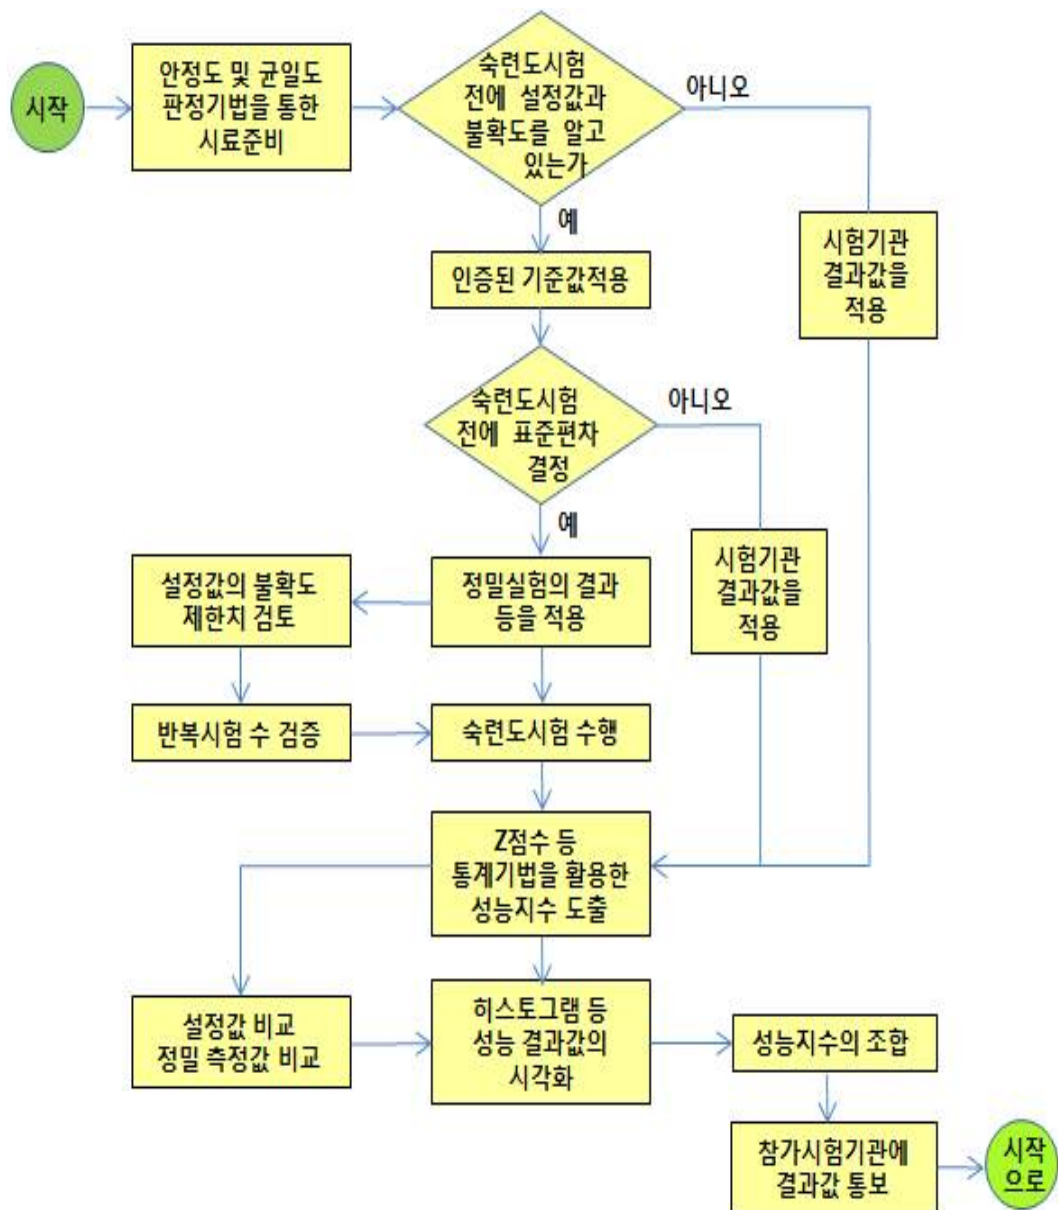 시작
안정도 및 균일도
판정기법을 통한
시료준비
숙련도시험
전에 설정값과
불확도를 알고
있는가
아니오
예
시험기관
결과값을
적용
인증된 기준값적용
숙련도시험
전에 표준편차
결정
아니오
예
시험기관
결과값을
적용
설정값의 불확도
제한치 검토
정밀실험의 결과
등을 적용
반복시험 수 검증
숙련도시험 수행
Z점수 등
통계기법을 활용한
성능지수 도출
설정값 비교
정밀 측정값 비교
히스토그램 등
성능 결과값의
시각화
성능지수의 조합
참가시험기관에
결과값 통보
시작
으로